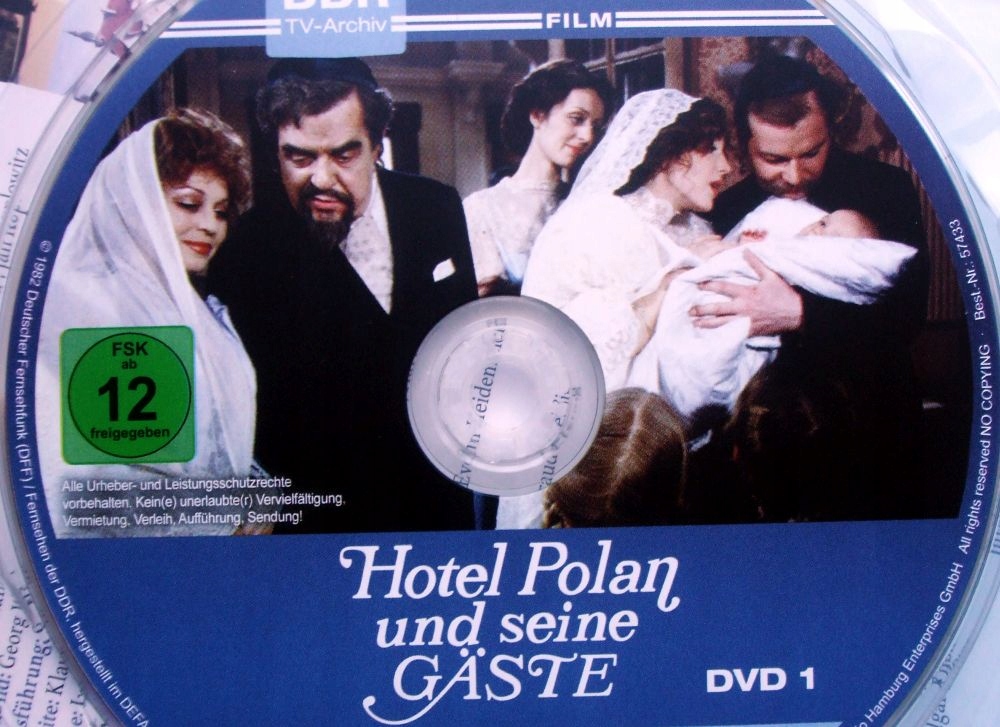 DDR
TV-Archiv
FILM
FSK
ab
12
freigegeben
Alle Urheber- und Leistungsschutzrechte
vorbehalten. Kein(e) unerlaubte(r) Vervielfältigung,
Vermietung, Verleih, Aufführung, Sendung!
Hotel Polan
und seine
GÄSTE
DVD 1
© 1982 Deutscher Fernsehfunk (DFF) / Fernsehen der DDR, hergestellt im DEFA
Hamburg Enterprises GmbH All rights reserved NO COPYING · Best.-Nr.: 57433